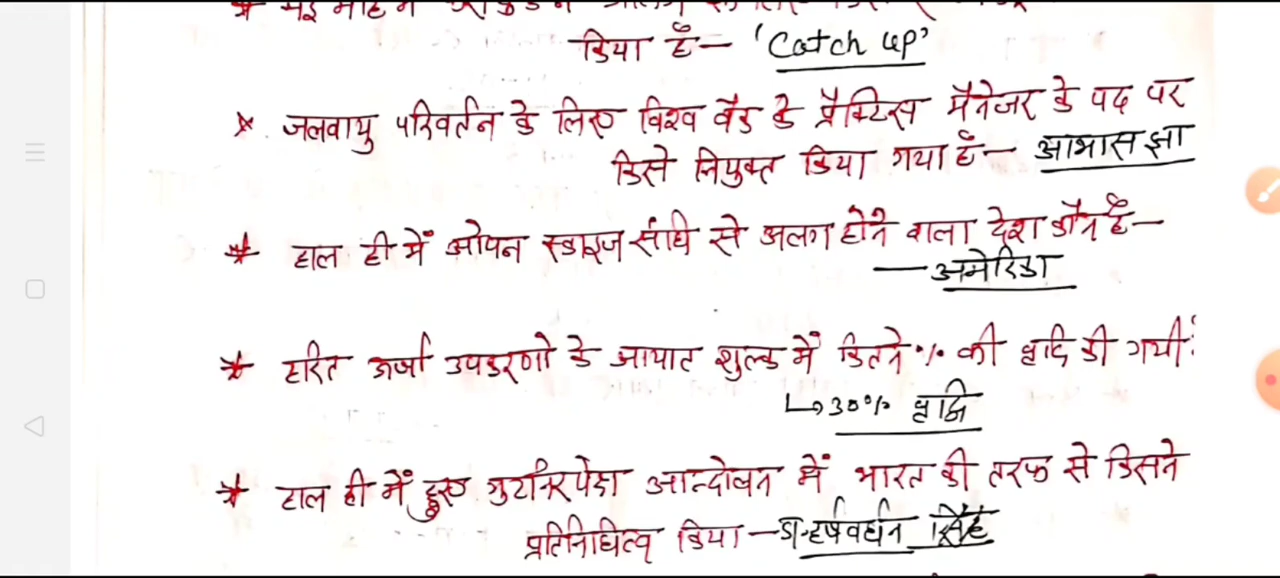 * मई माह में
किया है - 'Catch up'
* जलवायु परिवर्तन के लिए विश्व बैंक के प्रैक्टिस मैनेजर के पद पर
किसे नियुक्त किया गया है - आभास झा
* हाल ही में ओपन स्काइज संधि से अलग होने वाला देश कौन है -
- अमेरिका
* हरित ऊर्जा उपकरणो के आयात शुल्क में कितने % की वृद्धि की गयी:
↳ 30% वृद्धि
* हाल ही में हुए गुटनिरपेक्ष आन्दोलन में भारत की तरफ से किसने
प्रतिनिधित्व किया - डा. हर्षवर्धन सिंह